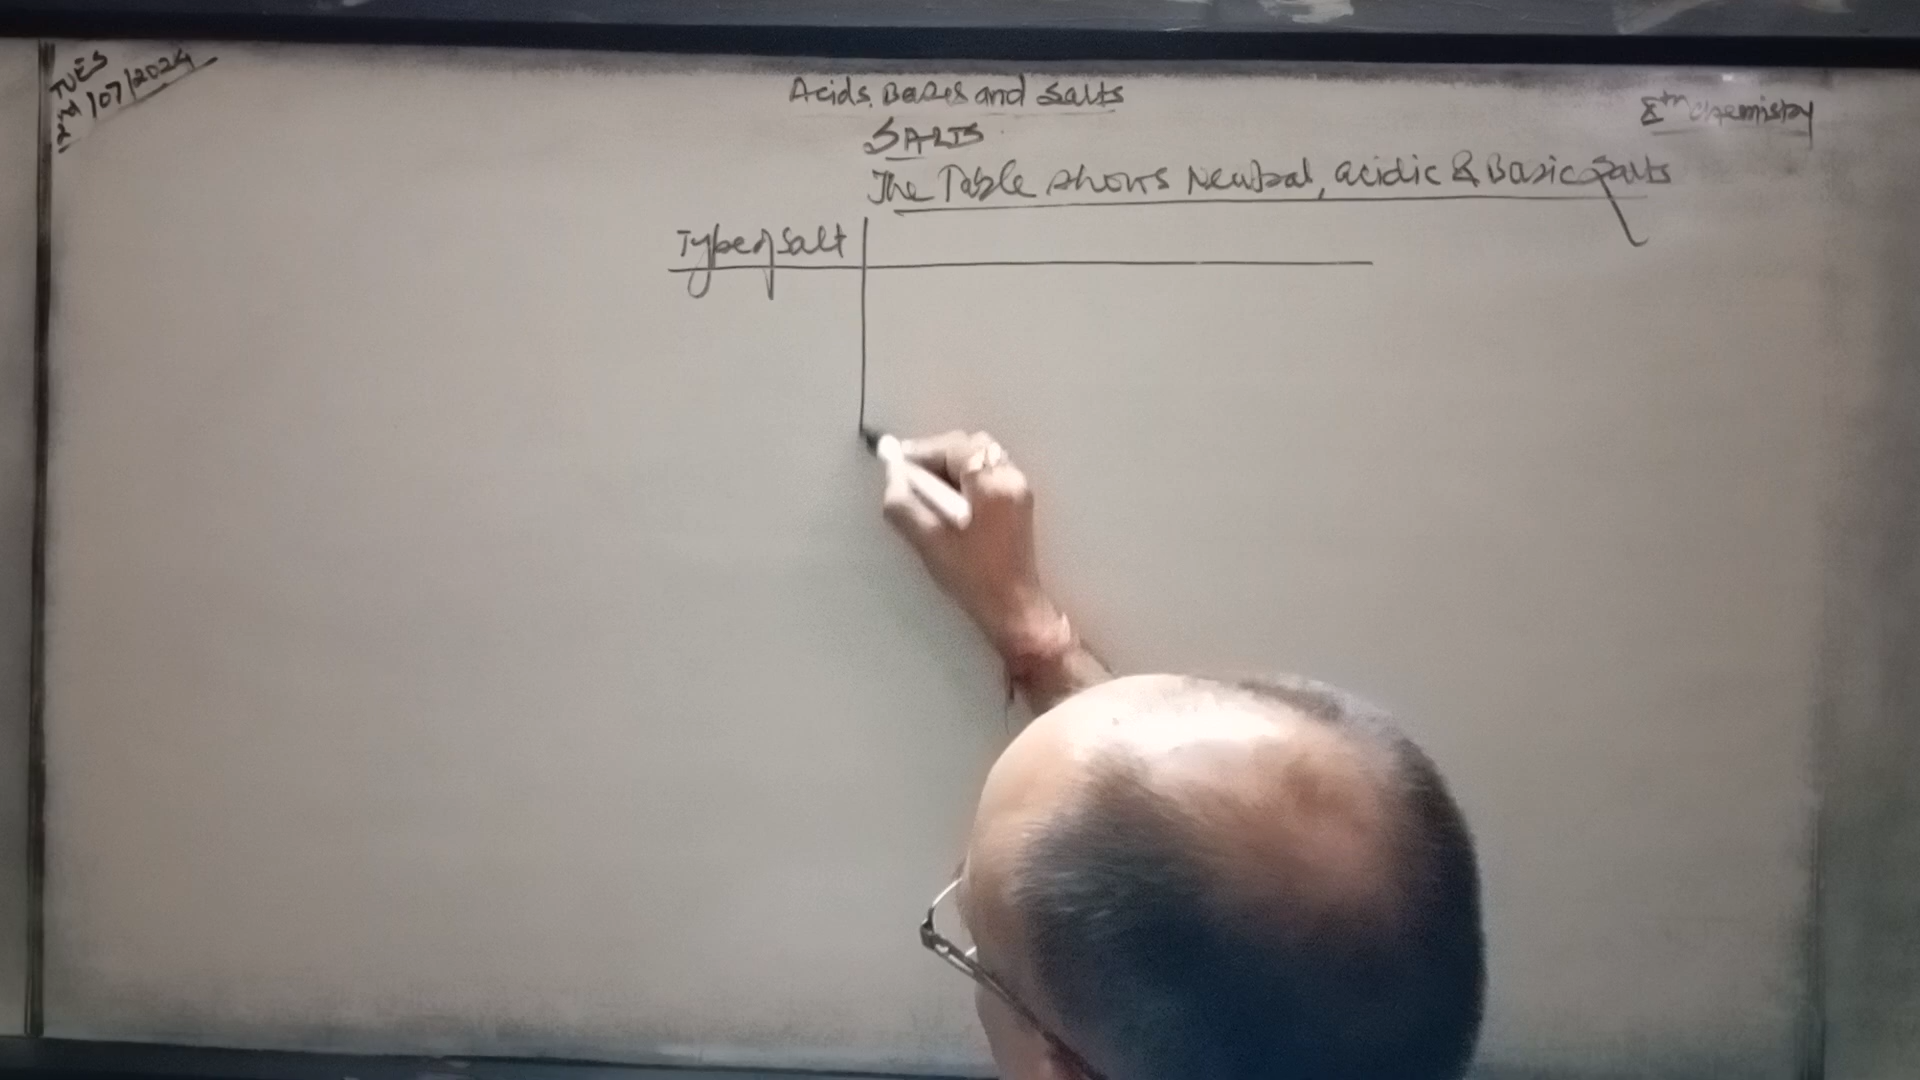 TUES
/07/2024
Acids, Bases and Salts
8th Chemistry
SALTS
The Table shows Neutral, acidic & Basic Salts
Type of Salt